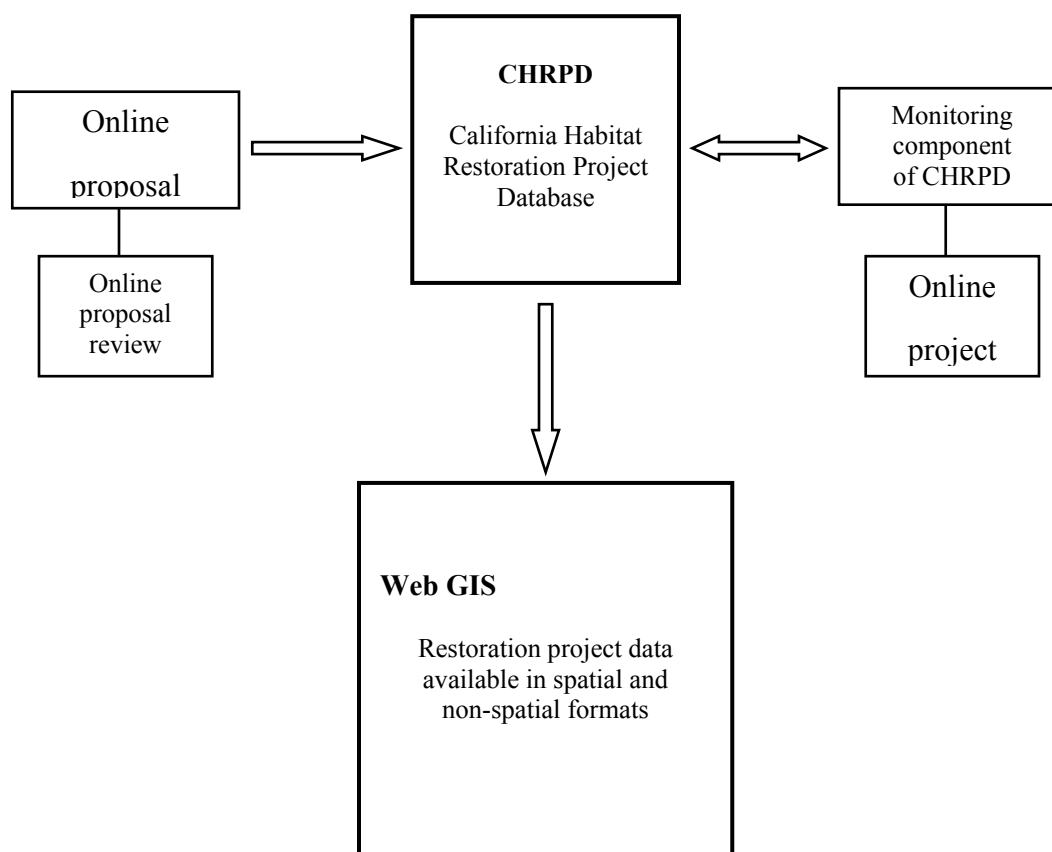 Online
proposal
Online
proposal
review
CHRPD
California Habitat
Restoration Project
Database
Monitoring
component
of CHRPD
Online
project
Web GIS
Restoration project data
available in spatial and
non-spatial formats